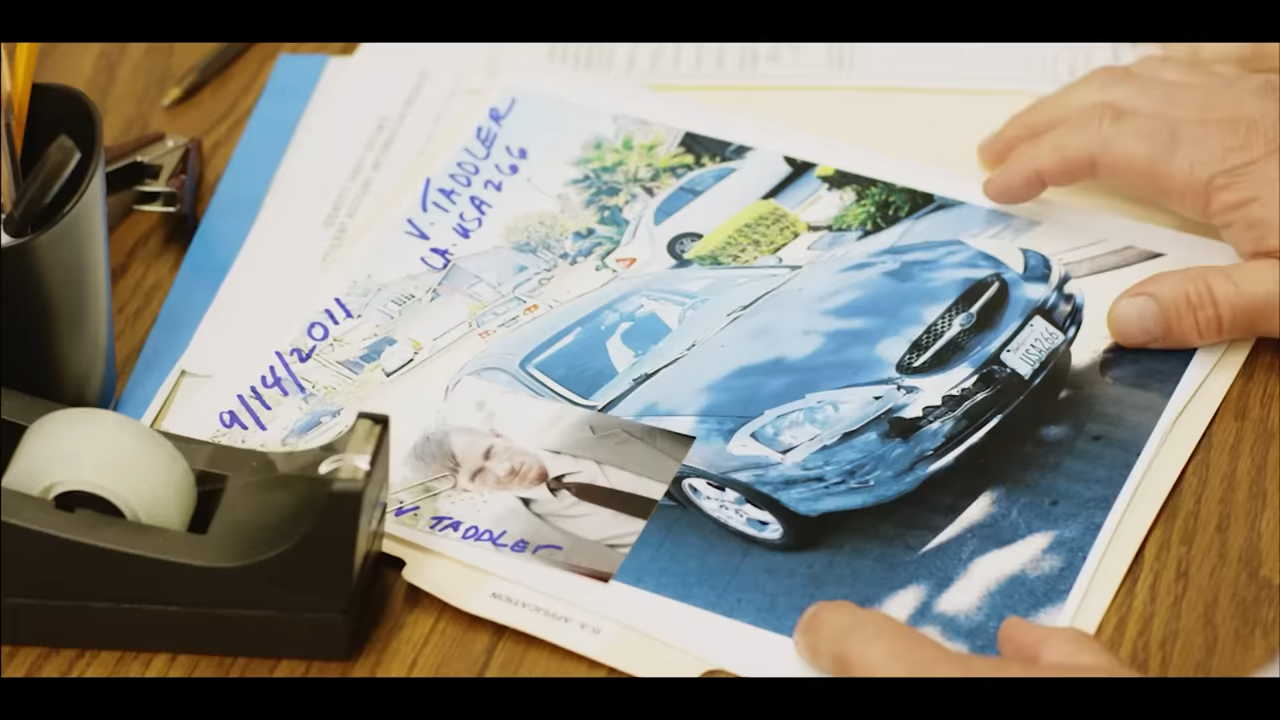 V. TADDLER
CA. USA266
9/14/2011
USA266
V. TADDLER